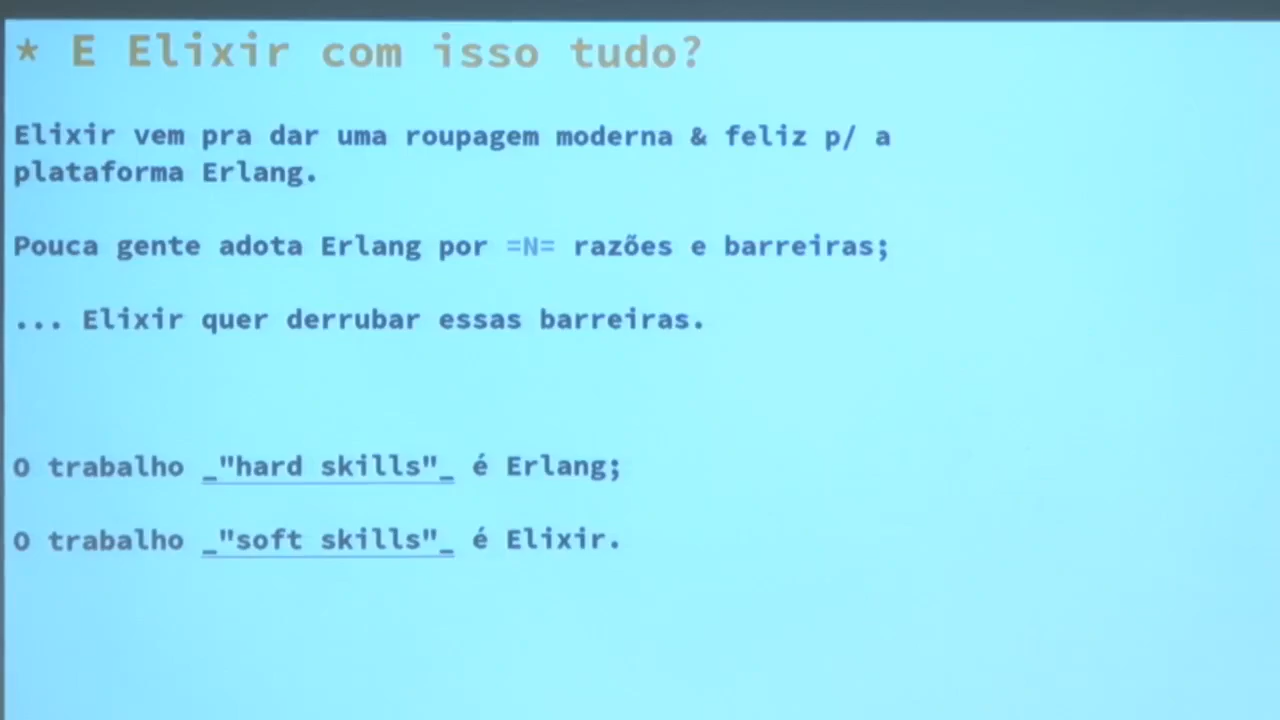 * E Elixir com isso tudo?
Elixir vem pra dar uma roupagem moderna & feliz p/ a
plataforma Erlang.
Pouca gente adota Erlang por =N= razões e barreiras;
... Elixir quer derrubar essas barreiras.
O trabalho _"hard skills"_ é Erlang;
O trabalho _"soft skills"_ é Elixir.